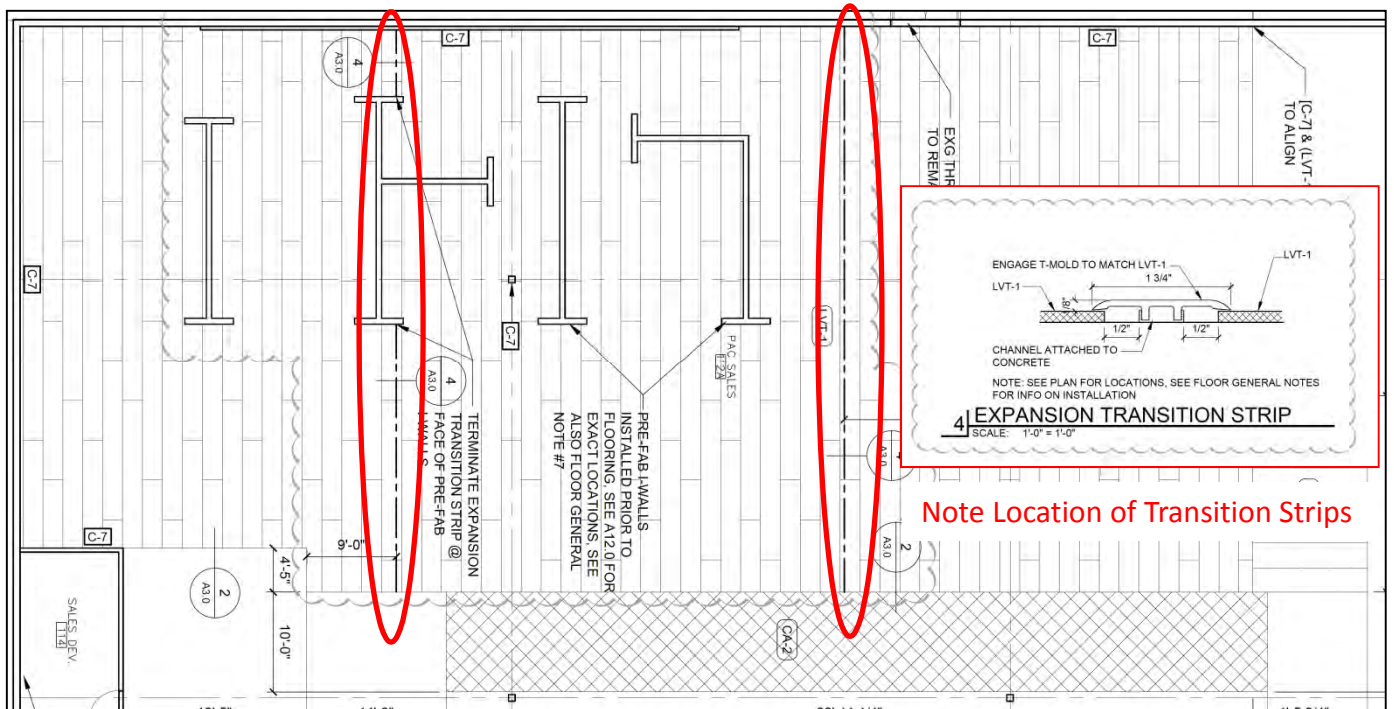 C-7
C-7
4
A3.0
[C-7] & (LVT-
TO ALIGN
EXG THR
TO REMA
C-7
C-7
LVT-1
PAC SALES
112A
4
A3.0
TERMINATE EXPANSION
TRANSITION STRIP @
FACE OF PRE-FAB
I-WALLS
PRE-FAB I-WALLS
INSTALLED PRIOR TO
FLOORING, SEE A12.0 FOR
EXACT LOCATIONS, SEE
ALSO FLOOR GENERAL
NOTE #7
ENGAGE T-MOLD TO MATCH LVT-1
1 3/4"
LVT-1
LVT-1
1/2"
1/2"
CHANNEL ATTACHED TO
CONCRETE
NOTE: SEE PLAN FOR LOCATIONS, SEE FLOOR GENERAL NOTES
FOR INFO ON INSTALLATION
4 EXPANSION TRANSITION STRIP
SCALE: 1'-0" = 1'-0"
Note Location of Transition Strips
A3.0
2
A3.0
C-7
9'-0"
4'-5"
2
A3.0
10'-0"
CA-2
SALES DEV.
114